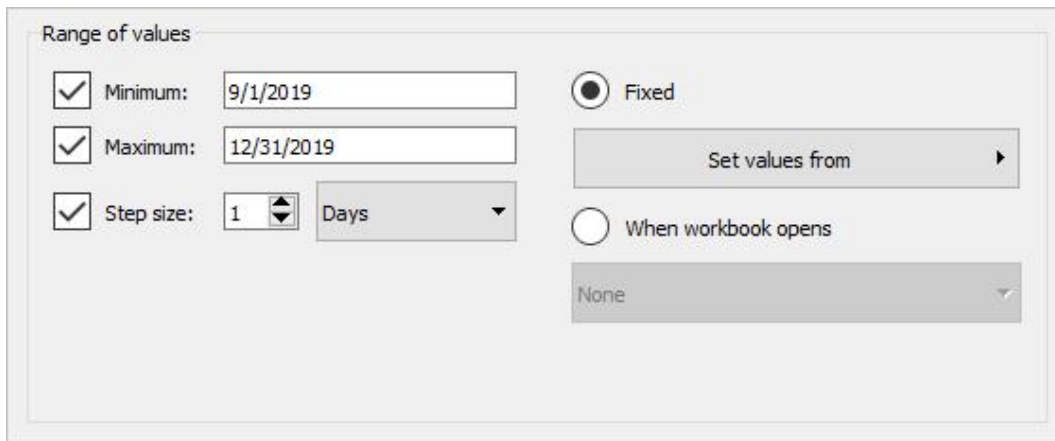 Range of values
Minimum: 9/1/2019
Maximum: 12/31/2019
Step size: 1 Days
Fixed
Set values from
When workbook opens
None